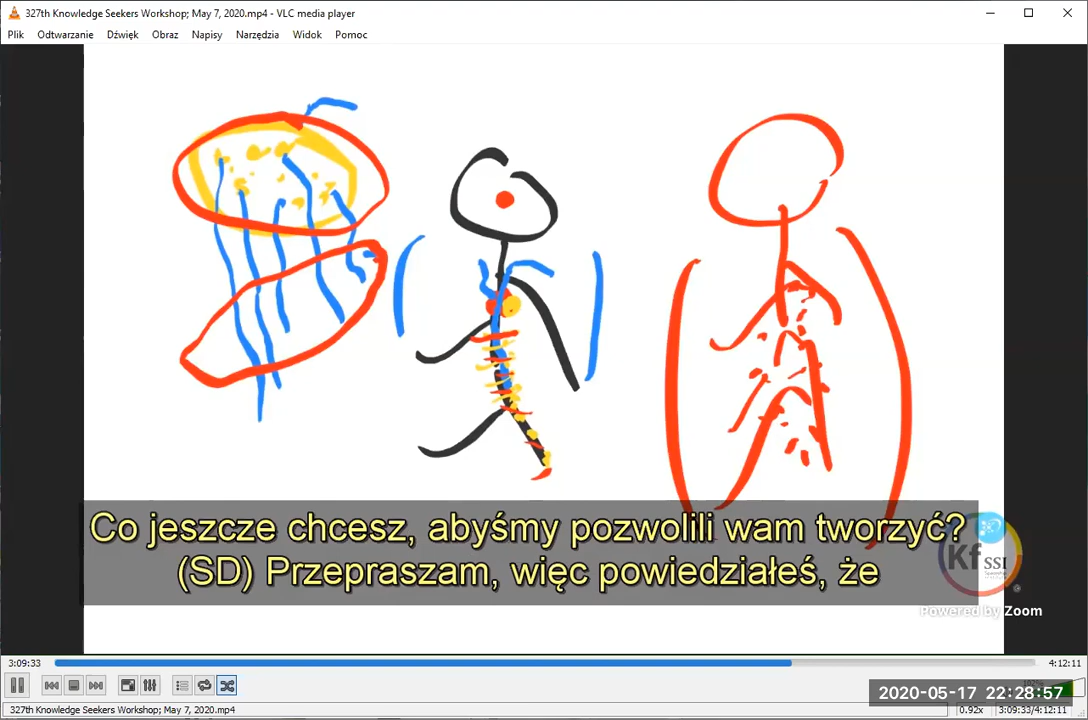 327th Knowledge Seekers Workshop; May 7, 2020.mp4 - VLC media player
Plik Odtwarzanie Dźwięk Obraz Napisy Narzędzia Widok Pomoc
Co jeszcze chcesz, abyśmy pozwolili wam tworzyć?
(SD) Przepraszam, więc powiedziałeś, że
Kf SSI
Powered by Zoom
3:09:33 4:12:11
102%
2020-05-17 22:28:57
327th Knowledge Seekers Workshop; May 7, 2020.mp4 0.92x 3:09:33/4:12:11